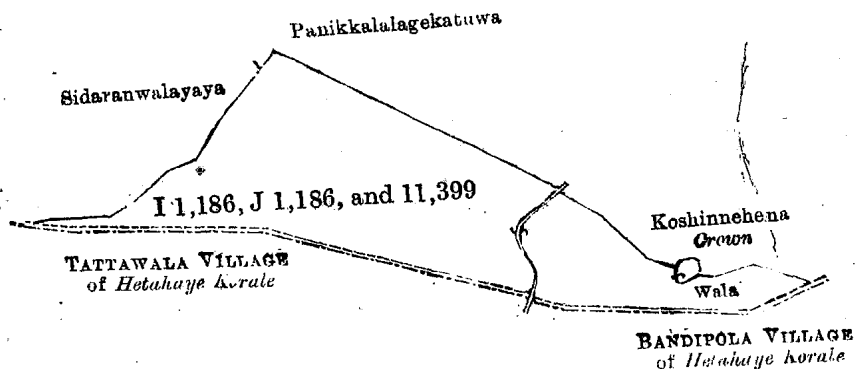 Panikkalalagekatuwa
Sidaranwalayaya
I 1,186, J 1,186, and 11,399
Koshinnehena
Crown
TATTAWALA VILLAGE
of Hetahaye Korale
Wala
BANDIPOLA VILLAGE
of Hetahaye Korale